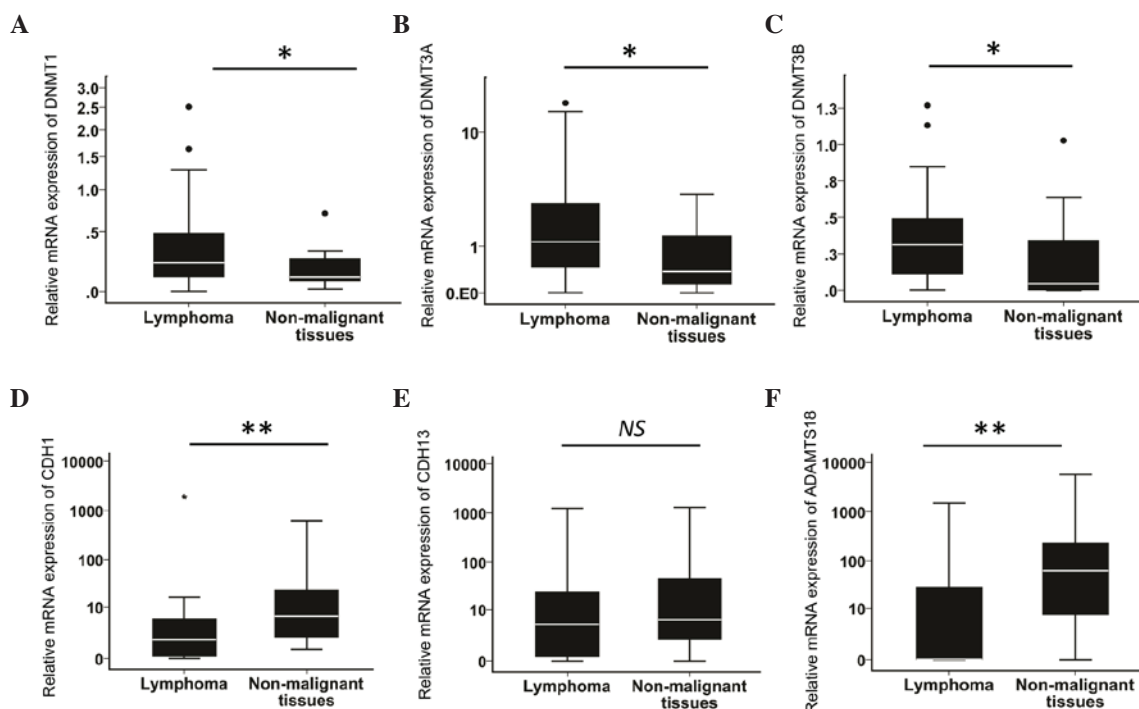 A
Relative mRNA expression of DNMT1
*
3.0
2.5
2.0
1.5
1.0
.5
.0
Lymphoma
Non-malignant
tissues
B
Relative mRNA expression of DNMT3A
*
10
1
0.E0
Lymphoma
Non-malignant
tissues
C
Relative mRNA expression of DNMT3B
*
1.3
1.0
.8
.5
.3
.0
Lymphoma
Non-malignant
tissues
D
Relative mRNA expression of CDH1
**
10000
1000
100
10
0
Lymphoma
Non-malignant
tissues
E
Relative mRNA expression of CDH13
NS
10000
1000
100
10
0
Lymphoma
Non-malignant
tissues
F
Relative mRNA expression of ADAMTS18
**
10000
1000
100
10
0
Lymphoma
Non-malignant
tissues